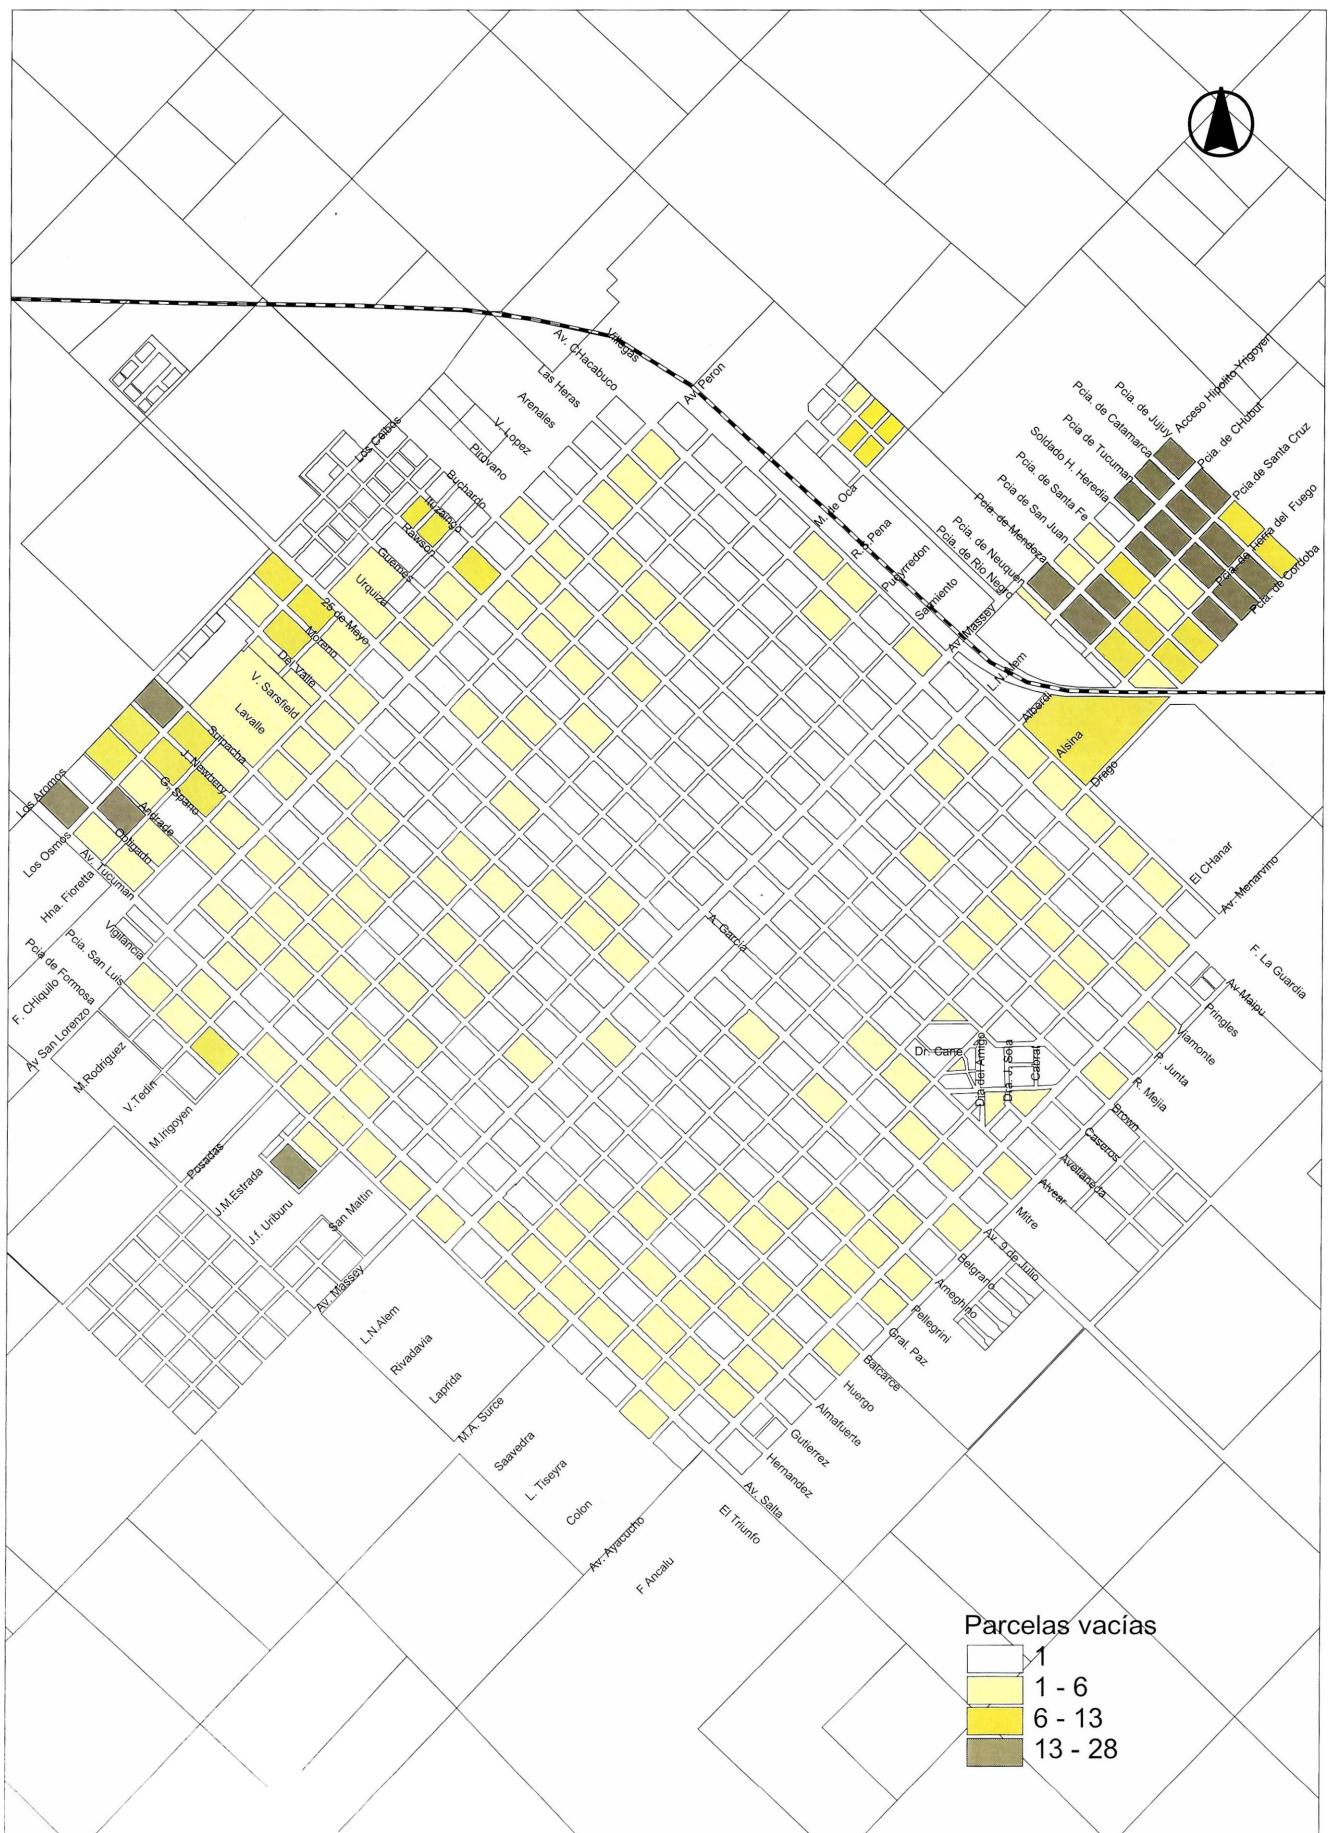 Villegas
Av. CHacabuco
Av. Peron
Las Heras
Arenales
V. Lopez
Pirovano
Los Ceibos
Buchardo
Ituzaingo
Rawson
Guemes
Urquiza
25 de Mayo
Moreno
Del Valle
V. Sarsfield
Lavalle
Suipacha
J. Newbery
G. Spano
Andrade
Obligado
Los Aromos
Los Osmos
Av. Tucuman
Hna. Fioretta
Vigilancia
Pcia. San Luis
Pcia de Formosa
F. CHiquilo
Av San Lorenzo
M.Rodriguez
V.Tedin
M.Irigoyen
Posadas
J.M.Estrada
J.f. Uriburu
San Mattin
Av. Massey
L.N.Alem
Rivadavia
Laprida
M.A. Surce
Saavedra
L. Tiseyra
Colon
Av. Ayacucho
F Ancalu
El Triunfo
Av. Salta
Hernandez
Gutierrez
Almafuerte
Huergo
Balcarce
Gral. Paz
Pellegrini
Ameghino
Belgrano
Av. 9 de Julio
Mitre
Alvear
Avellaneda
Caseros
Brown
R. Mejia
P. Junta
Viamonte
Pringles
Av Maipu
F. La Guardia
Av. Menarvino
El CHanar
Drago
Alsina
Alberdi
L.N.Alem
Av. Massey
Sarmiento
Pueyrredon
R.S.Pena
M. de Oca
Pcia. de Rio Negro
Pcia. de Neuquen
Pcia. de Mendoza
Pcia de San Juan
Pcia. de Santa Fe
Soldado H. Heredia
Pcia de Tucuman
Pcia. de Catamarca
Pcia. de Jujuy
Acceso Hipolito Yrigoyen
Pcia. de CHubut
Pcia.de Santa Cruz
Pcia. de Tierra del Fuego
Pcia. de Cordoba
A. Garcia
Dr. Cane
Dia del Amigo
Dra. J. Sola
Cabral
Parcelas vacías
1
1 - 6
6 - 13
13 - 28